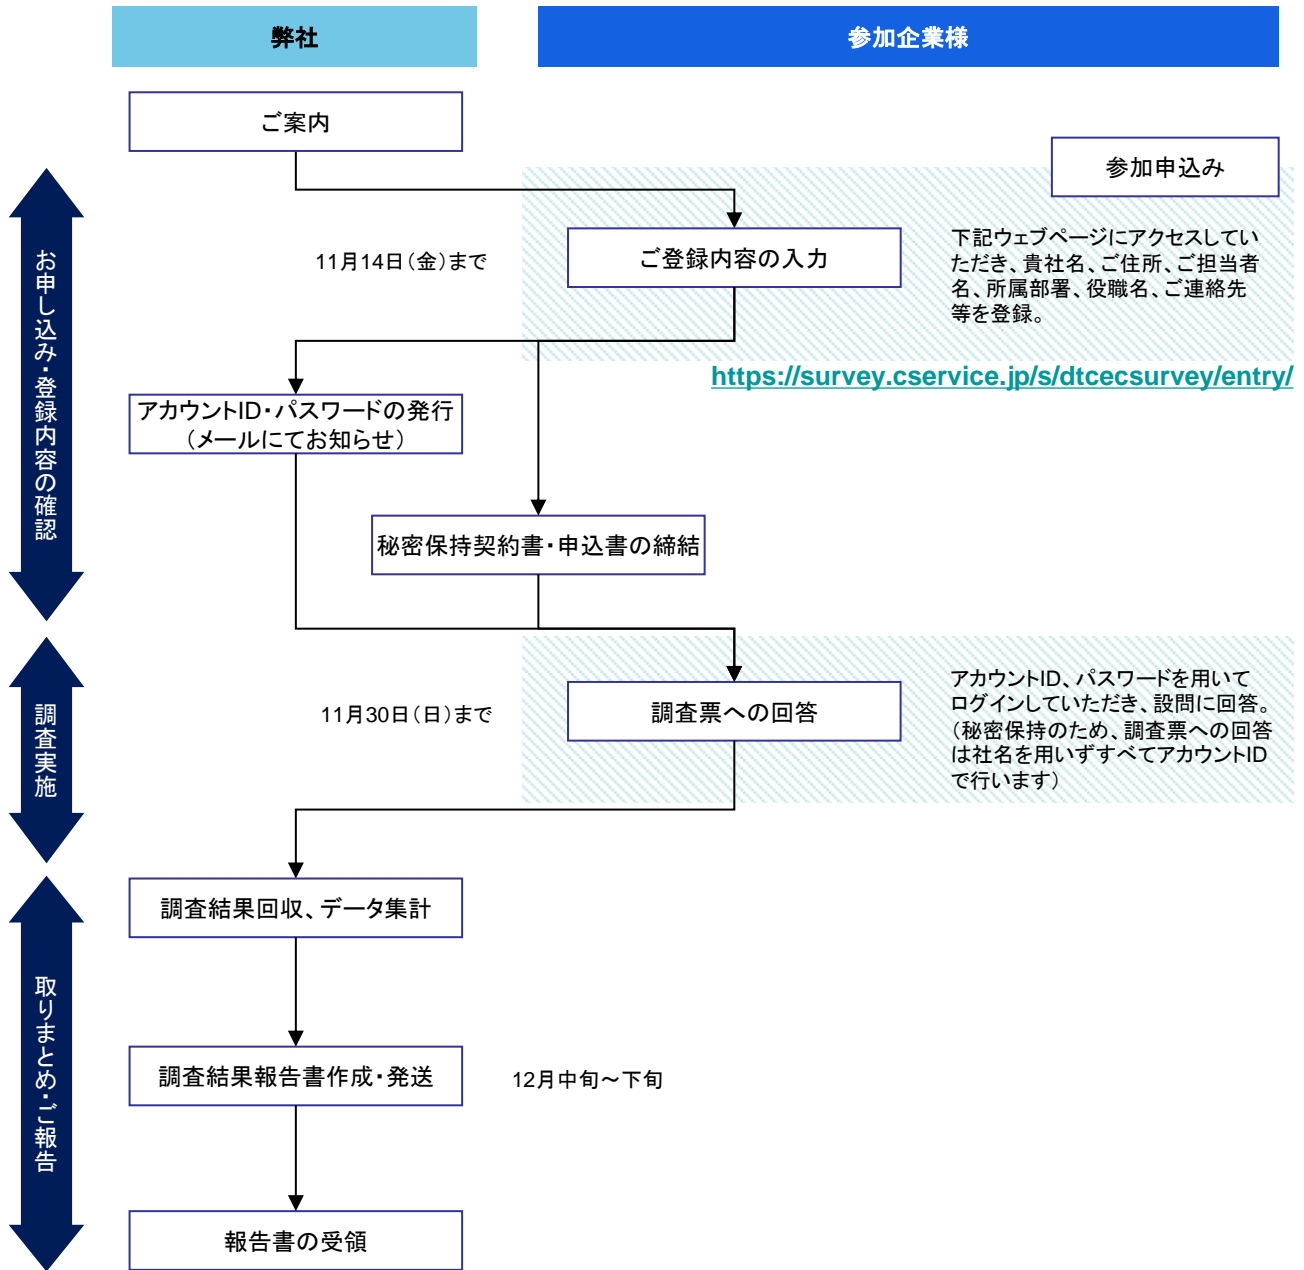 弊社
参加企業様
ご案内
参加申込み
お申し込み・登録内容の確認
11月14日（金）まで
ご登録内容の入力
下記ウェブページにアクセスしてい
ただき、貴社名、ご住所、ご担当者
名、所属部署、役職名、ご連絡先
等を登録。
https://survey.cservice.jp/s/dtcecsurvey/entry/
アカウントID・パスワードの発行
（メールにてお知らせ）
秘密保持契約書・申込書の締結
調査実施
11月30日（日）まで
調査票への回答
アカウントID、パスワードを用いて
ログインしていただき、設問に回答。
（秘密保持のため、調査票への回答
は社名を用いずすべてアカウントID
で行います）
取りまとめ・ご報告
調査結果回収、データ集計
調査結果報告書作成・発送
12月中旬～下旬
報告書の受領